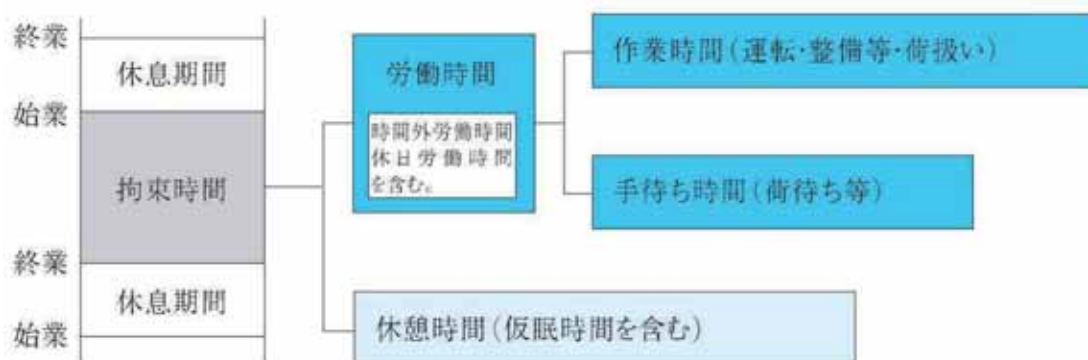 終業
休息期間
始業
拘束時間
終業
休息期間
始業
労働時間
時間外労働時間
休日労働時間
を含む。
作業時間(運転・整備等・荷扱い)
手待ち時間(荷待ち等)
休憩時間(仮眠時間を含む)